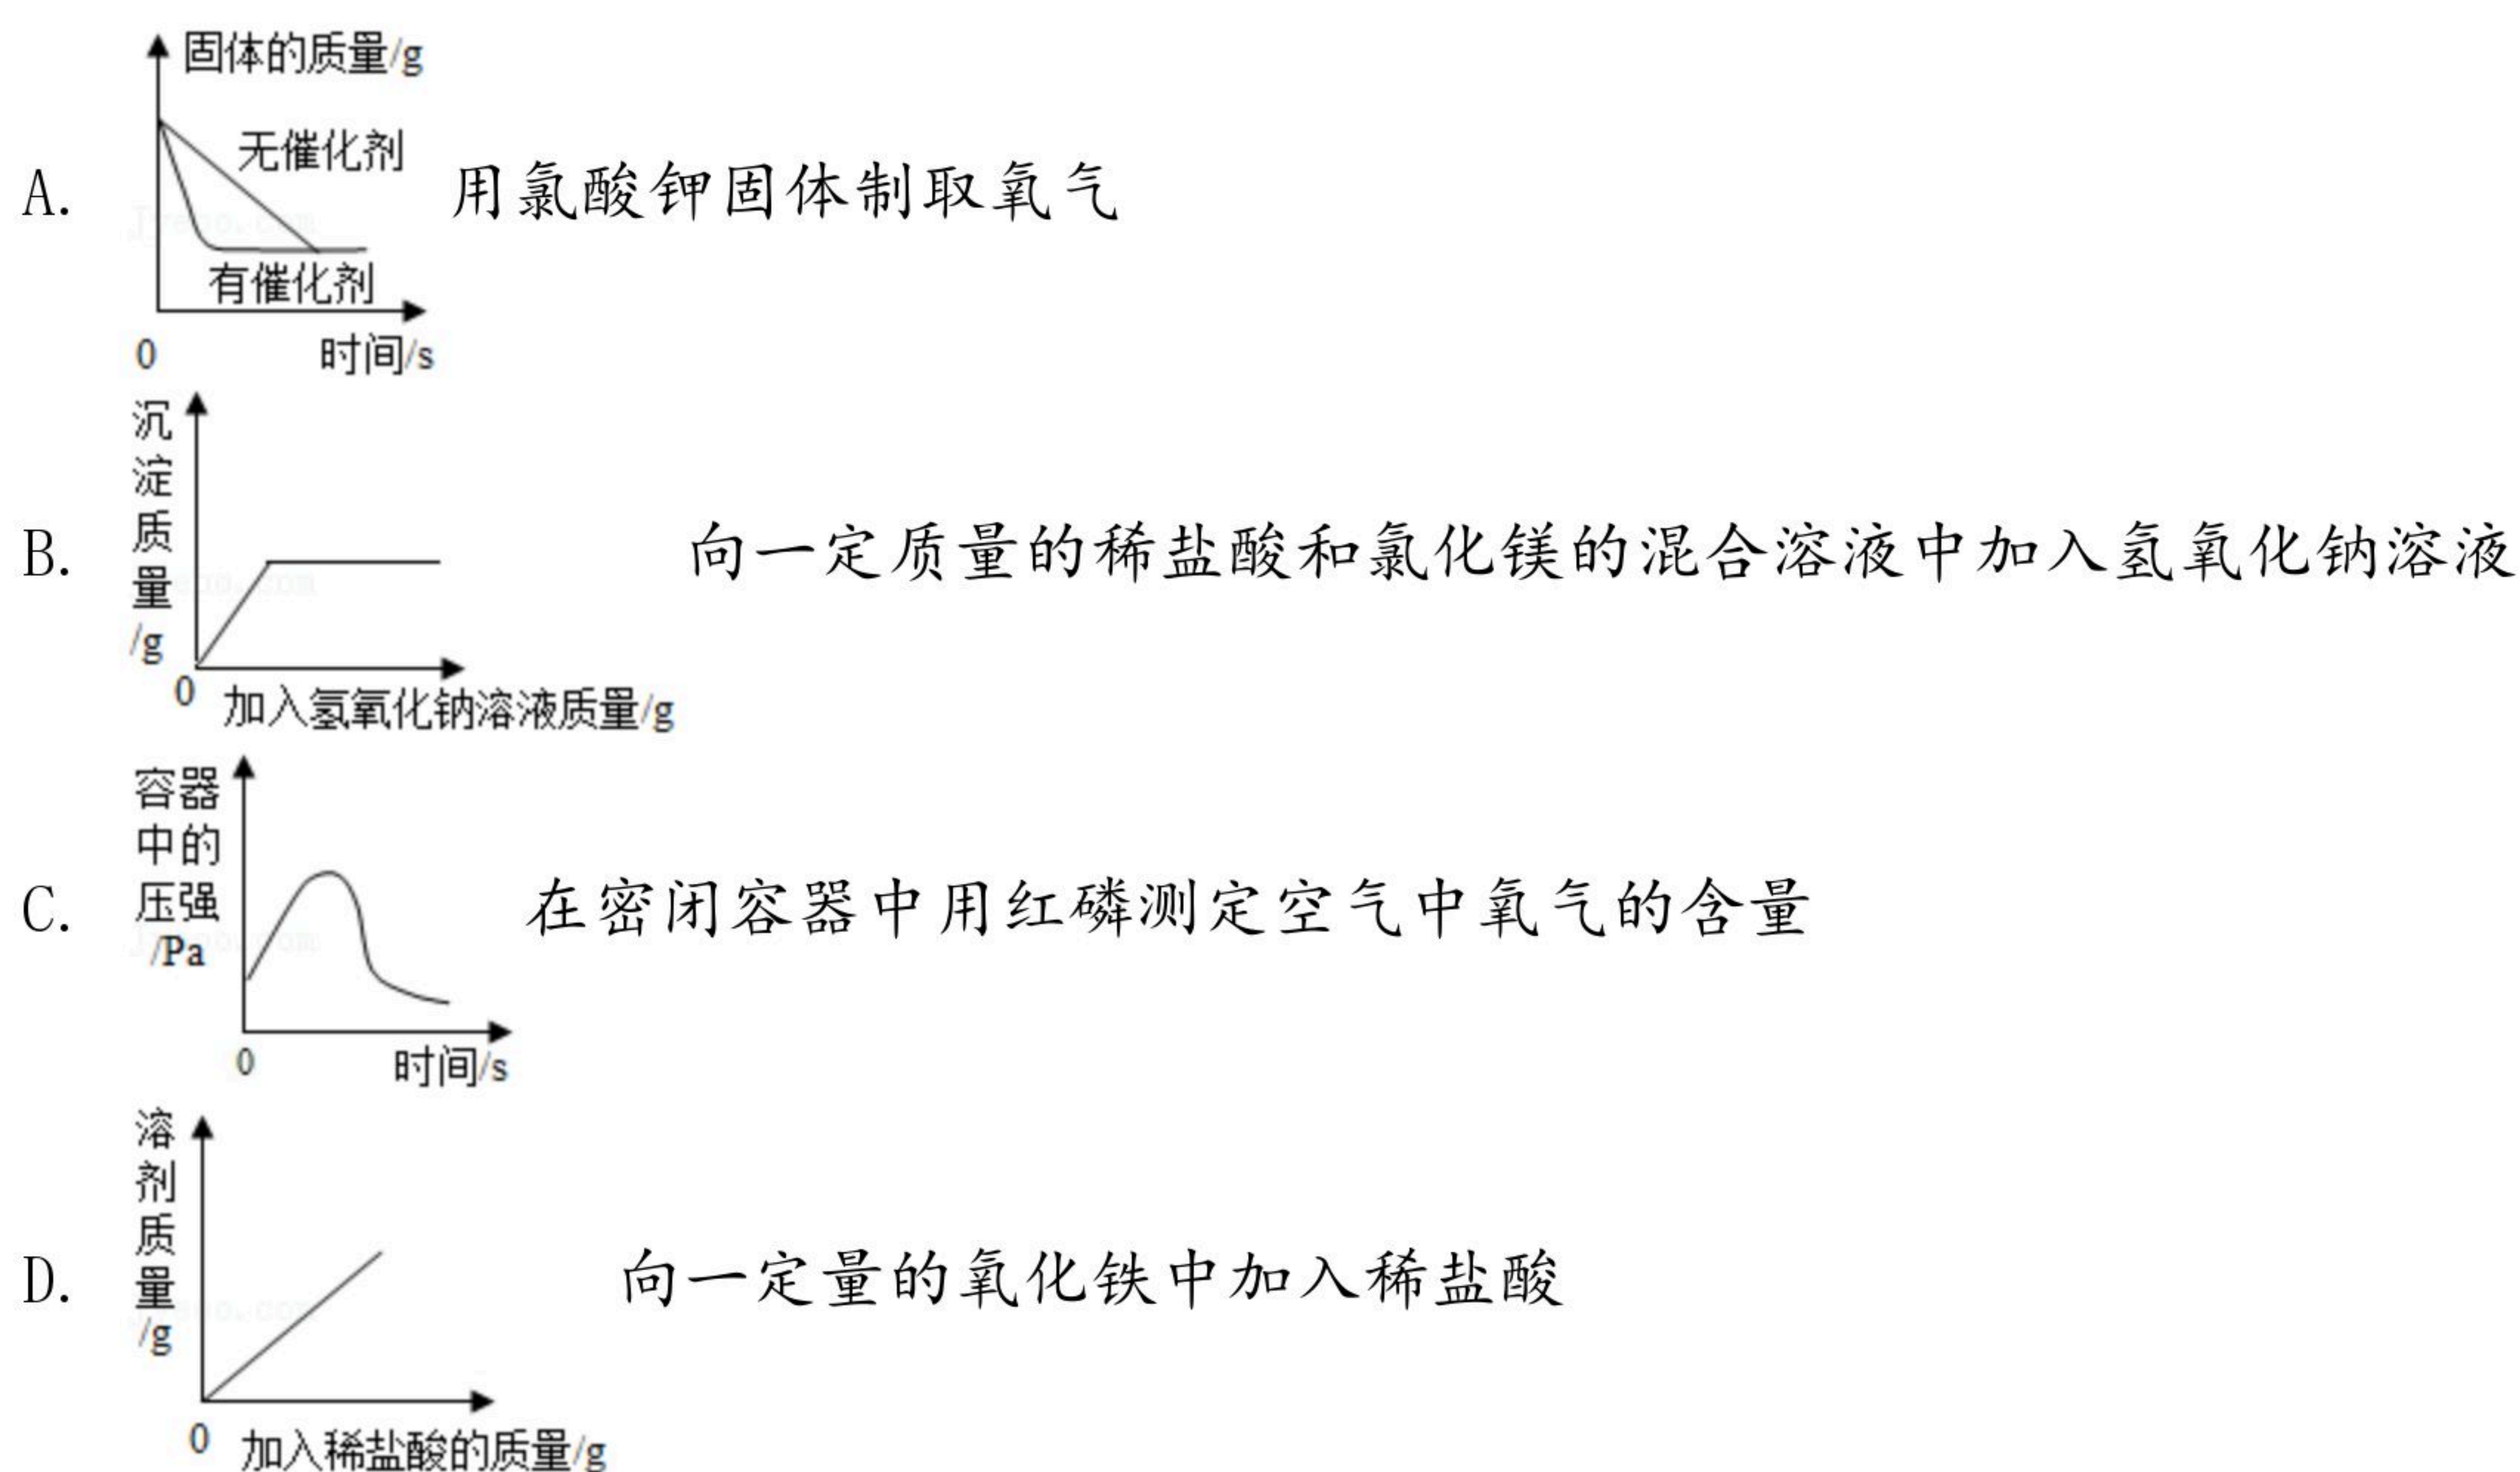 固体的质量/g
无催化剂
A. 用氯酸钾固体制取氧气
有催化剂
0 时间/s
沉淀质量/g
B. 向一定质量的稀盐酸和氯化镁的混合溶液中加入氢氧化钠溶液
0 加入氢氧化钠溶液质量/g
容器中的压强/Pa
C. 在密闭容器中用红磷测定空气中氧气的含量
0 时间/s
溶剂质量/g
D. 向一定量的氧化铁中加入稀盐酸
0 加入稀盐酸的质量/g